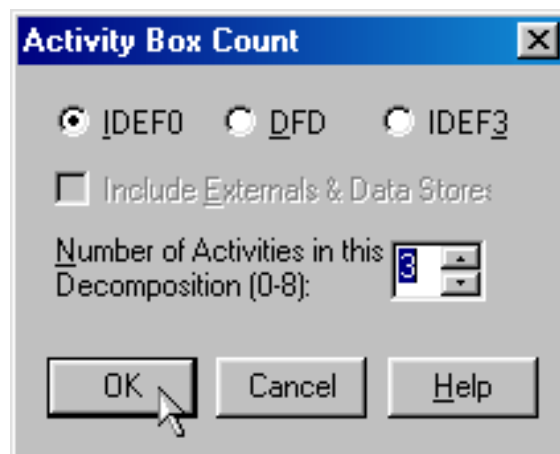 Activity Box Count
IDEF0 DFD IDEF3
Include Externals & Data Stores
Number of Activities in this
Decomposition (0-8):
3
OK Cancel Help